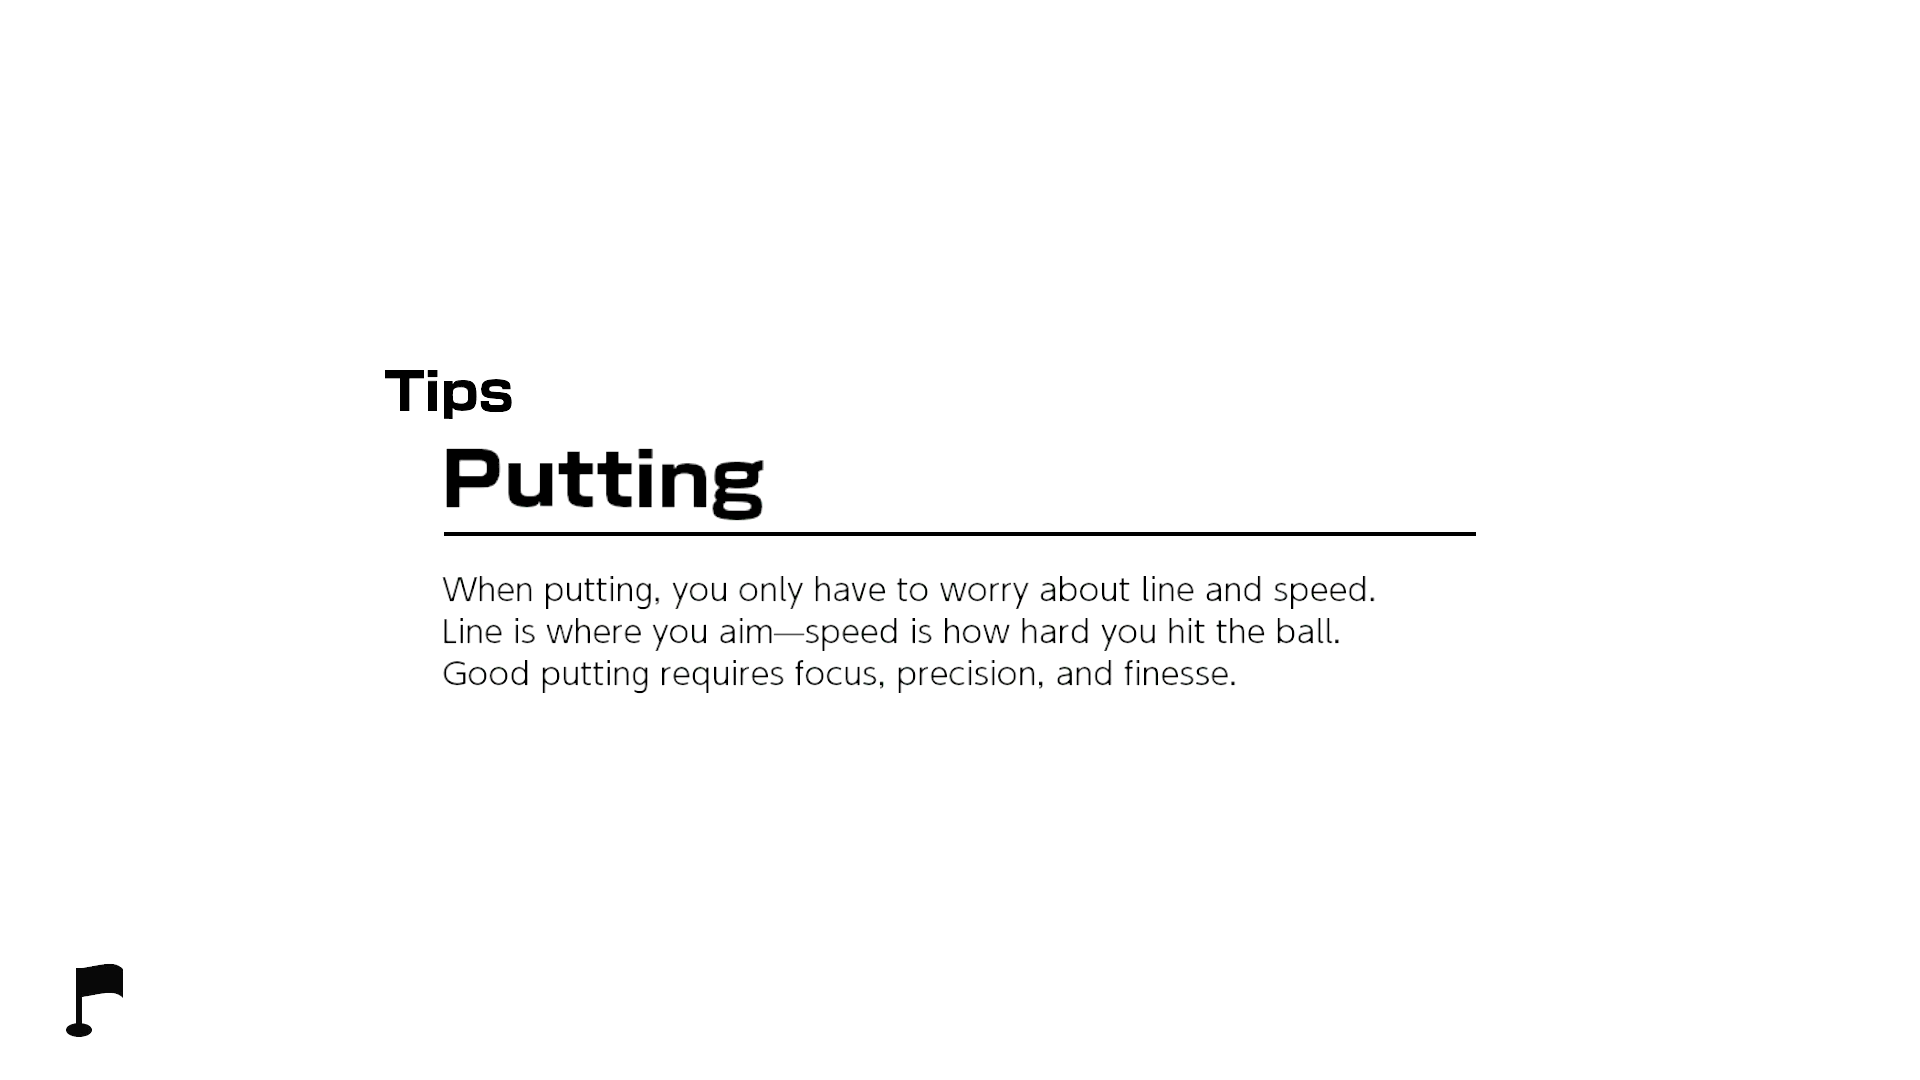 Tips
Putting
When putting, you only have to worry about line and speed.
Line is where you aim—speed is how hard you hit the ball.
Good putting requires focus, precision, and finesse.